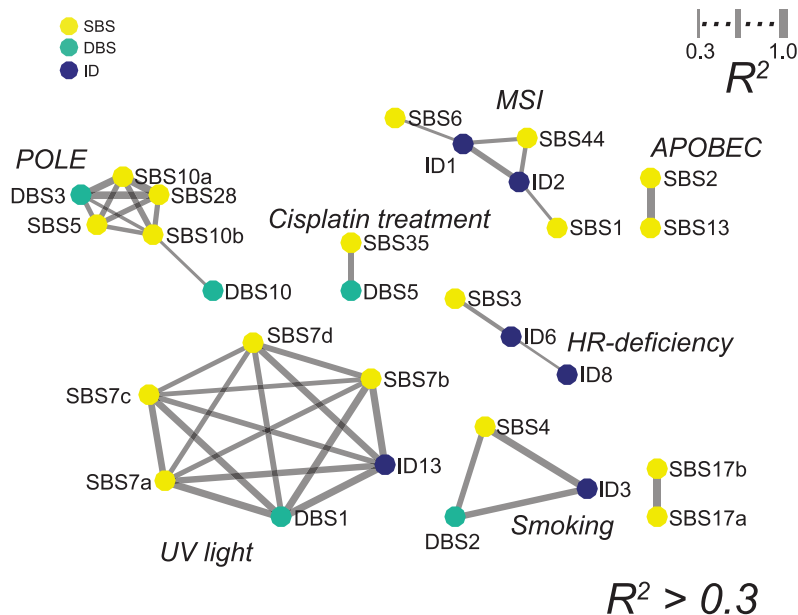 SBS
DBS
ID
0.3 1.0
R²
MSI
SBS6
SBS44
ID1
ID2
SBS1
APOBEC
SBS2
SBS13
POLE
SBS10a
DBS3
SBS28
SBS5
SBS10b
DBS10
Cisplatin treatment
SBS35
DBS5
SBS3
ID6
HR-deficiency
ID8
SBS7d
SBS7b
SBS7c
ID13
SBS7a
DBS1
UV light
SBS4
ID3
DBS2
Smoking
SBS17b
SBS17a
R² > 0.3